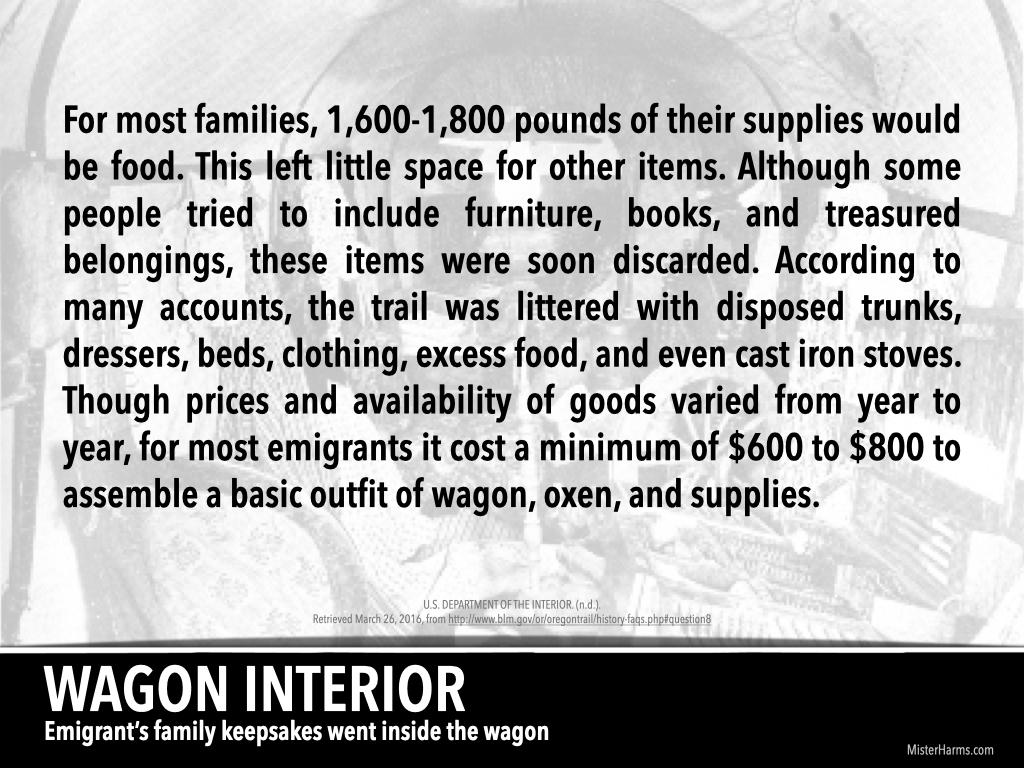 For most families, 1,600-1,800 pounds of their supplies would
be food. This left little space for other items. Although some
people tried to include furniture, books, and treasured
belongings, these items were soon discarded. According to
many accounts, the trail was littered with disposed trunks,
dressers, beds, clothing, excess food, and even cast iron stoves.
Though prices and availability of goods varied from year to
year, for most emigrants it cost a minimum of $600 to $800 to
assemble a basic outfit of wagon, oxen, and supplies.
U.S. DEPARTMENT OF THE INTERIOR. (n.d.).
Retrieved March 26, 2016, from http://www.blm.gov/or/oregontrail/history-faqs.php#question8
WAGON INTERIOR
Emigrant's family keepsakes went inside the wagon
MisterHarms.com